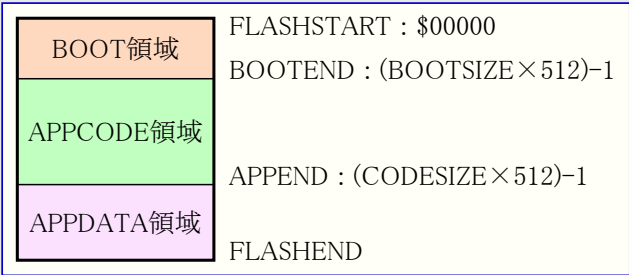 BOOT領域
APPCODE領域
APPDATA領域
FLASHSTART : $00000
BOOTEND : (BOOTSIZE×512)-1
APPEND : (CODESIZE×512)-1
FLASHEND